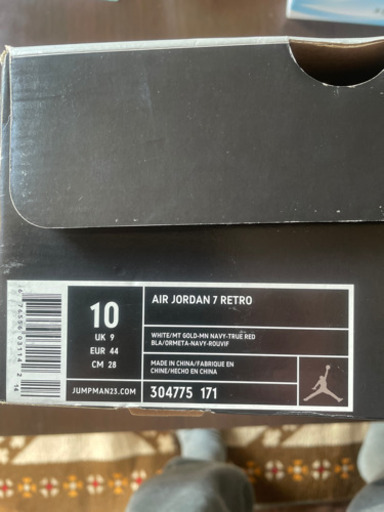 10
UK 9
EUR 44
CM 28
JUMPMAN23.COM
AIR JORDAN 7 RETRO
WHITE/MT GOLD-MN NAVY-TRUE RED
BLA/ORMETA-NAVY-ROUVIF
MADE IN CHINA/FABRIQUE EN
CHINE/HECHO EN CHINA
304775 171